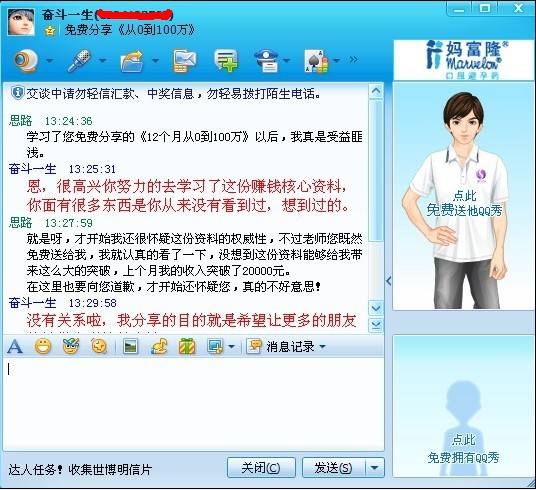 奋斗一生(
)
免费分享《从0到100万》
妈富隆®
Marvelon®
口服避孕药
交谈中请勿轻信汇款、中奖信息，勿轻易拨打陌生电话。
思路 13:24:36
学习了您免费分享的《12个月从0到100万》以后，我真是受益匪
浅。
奋斗一生 13:25:31
恩，很高兴你努力的去学习了这份赚钱核心资料，
你面有很多东西是你从来没有看到过，想到过的。
思路 13:27:59
就是呀，才开始我还很怀疑这份资料的权威性，不过老师您既然
免费送给我，我就认真的看了一下，没想到这份资料能够给我带
来这么大的突破，上个月我的收入突破了20000元。
在这里也要向您道歉，才开始还怀疑您，真的不好意思！
奋斗一生 13:29:58
没有关系啦，我分享的目的就是希望让更多的朋友
消息记录
达人任务！收集世博明信片
关闭(C)
发送(S)
点此
免费送他QQ秀
点此
免费拥有QQ秀